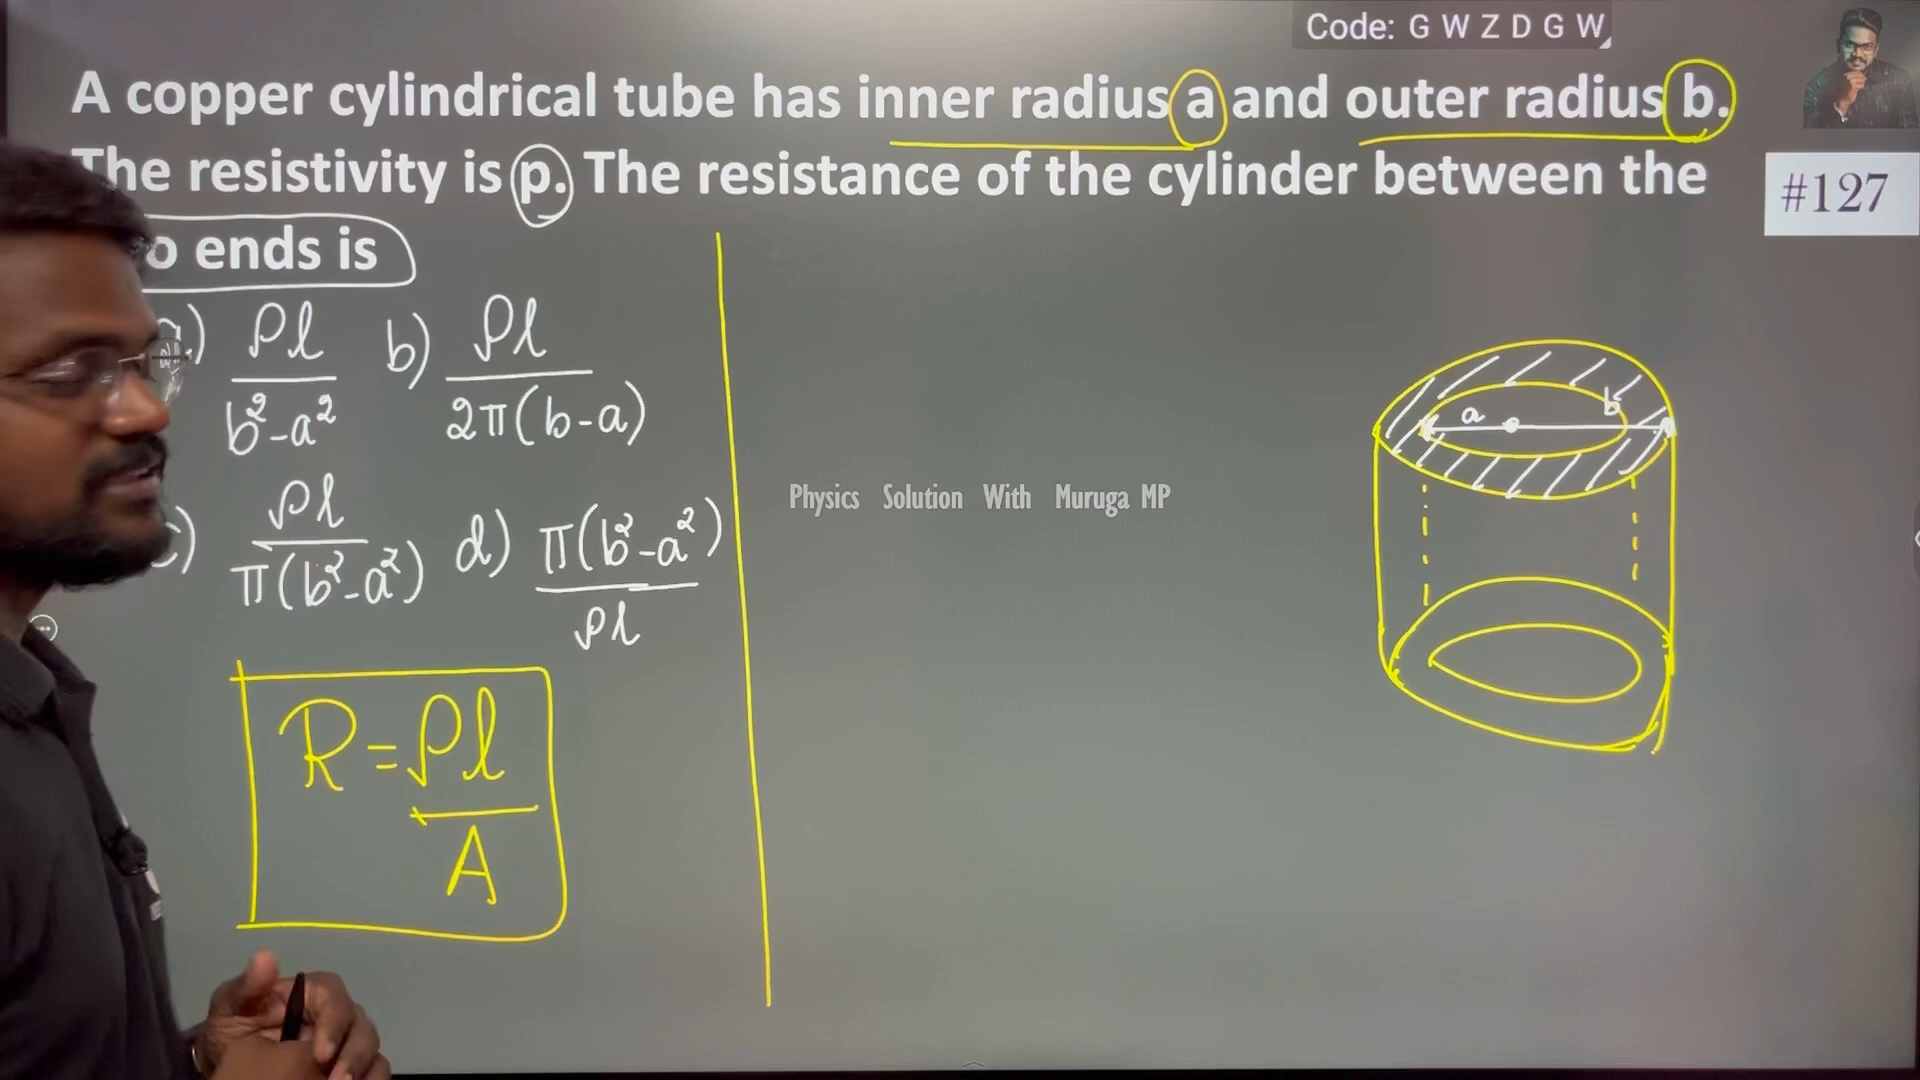 Code: G W Z D G W
A copper cylindrical tube has inner radius a and outer radius b.
The resistivity is p. The resistance of the cylinder between the
o ends is
#127
a) ρl / b²-a² b) ρl / 2π(b-a)
c) ρl / π(b²-a²) d) π(b²-a²) / ρl
R = ρl / A
a b
Physics Solution With Muruga MP